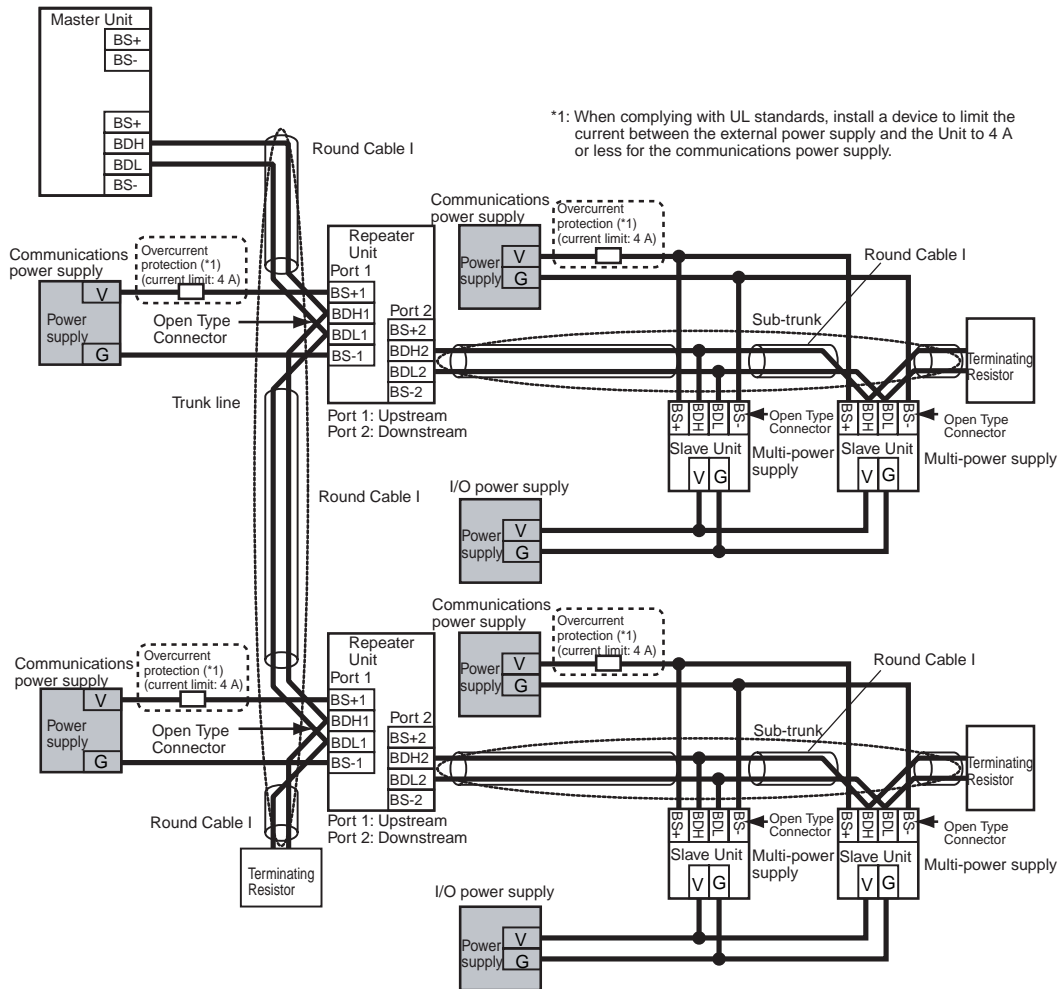 Master Unit
BS+
BS-
BS+
BDH
BDL
BS-
Round Cable I
*1: When complying with UL standards, install a device to limit the
current between the external power supply and the Unit to 4 A
or less for the communications power supply.
Communications
power supply
Overcurrent
protection (*1)
(current limit: 4 A)
V
Power
supply
G
Open Type
Connector
Trunk line
Repeater
Unit
Port 1
BS+1
BDH1
BDL1
BS-1
Port 2
BS+2
BDH2
BDL2
BS-2
Port 1: Upstream
Port 2: Downstream
Communications
power supply
Overcurrent
protection (*1)
(current limit: 4 A)
Power
supply
V
G
Round Cable I
Sub-trunk
Terminating
Resistor
BS+
BDH
BDL
BS-
Open Type
Connector
Slave Unit
Multi-power
supply
V G
BS+
BDH
BDL
BS-
Open Type
Connector
Slave Unit
Multi-power supply
V G
I/O power supply
Power
supply
V
G
Round Cable I
Communications
power supply
Overcurrent
protection (*1)
(current limit: 4 A)
V
Power
supply
G
Open Type
Connector
Round Cable I
Terminating
Resistor
Repeater
Unit
Port 1
BS+1
BDH1
BDL1
BS-1
Port 2
BS+2
BDH2
BDL2
BS-2
Port 1: Upstream
Port 2: Downstream
Communications
power supply
Overcurrent
protection (*1)
(current limit: 4 A)
Power
supply
V
G
Round Cable I
Sub-trunk
Terminating
Resistor
BS+
BDH
BDL
BS-
Open Type
Connector
Slave Unit
Multi-power
supply
V G
BS+
BDH
BDL
BS-
Open Type
Connector
Slave Unit
Multi-power supply
V G
I/O power supply
Power
supply
V
G